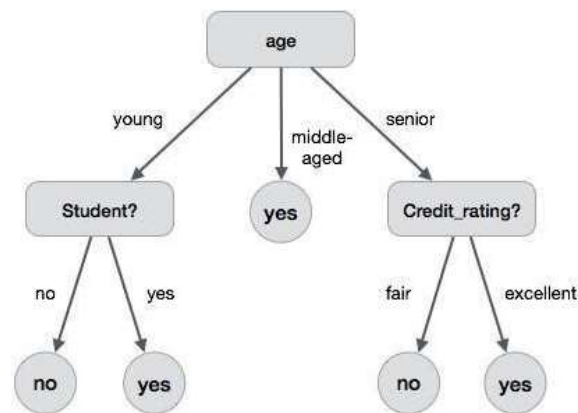 age
young
middle-
aged
senior
Student?
yes
Credit_rating?
no
yes
fair
excellent
no
yes
no
yes